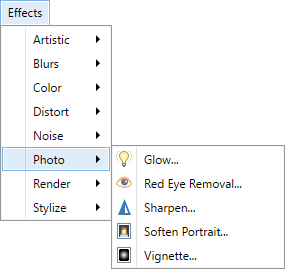 Effects
Artistic
Blurs
Color
Distort
Noise
Photo
Render
Stylize
Glow...
Red Eye Removal...
Sharpen...
Soften Portrait...
Vignette...